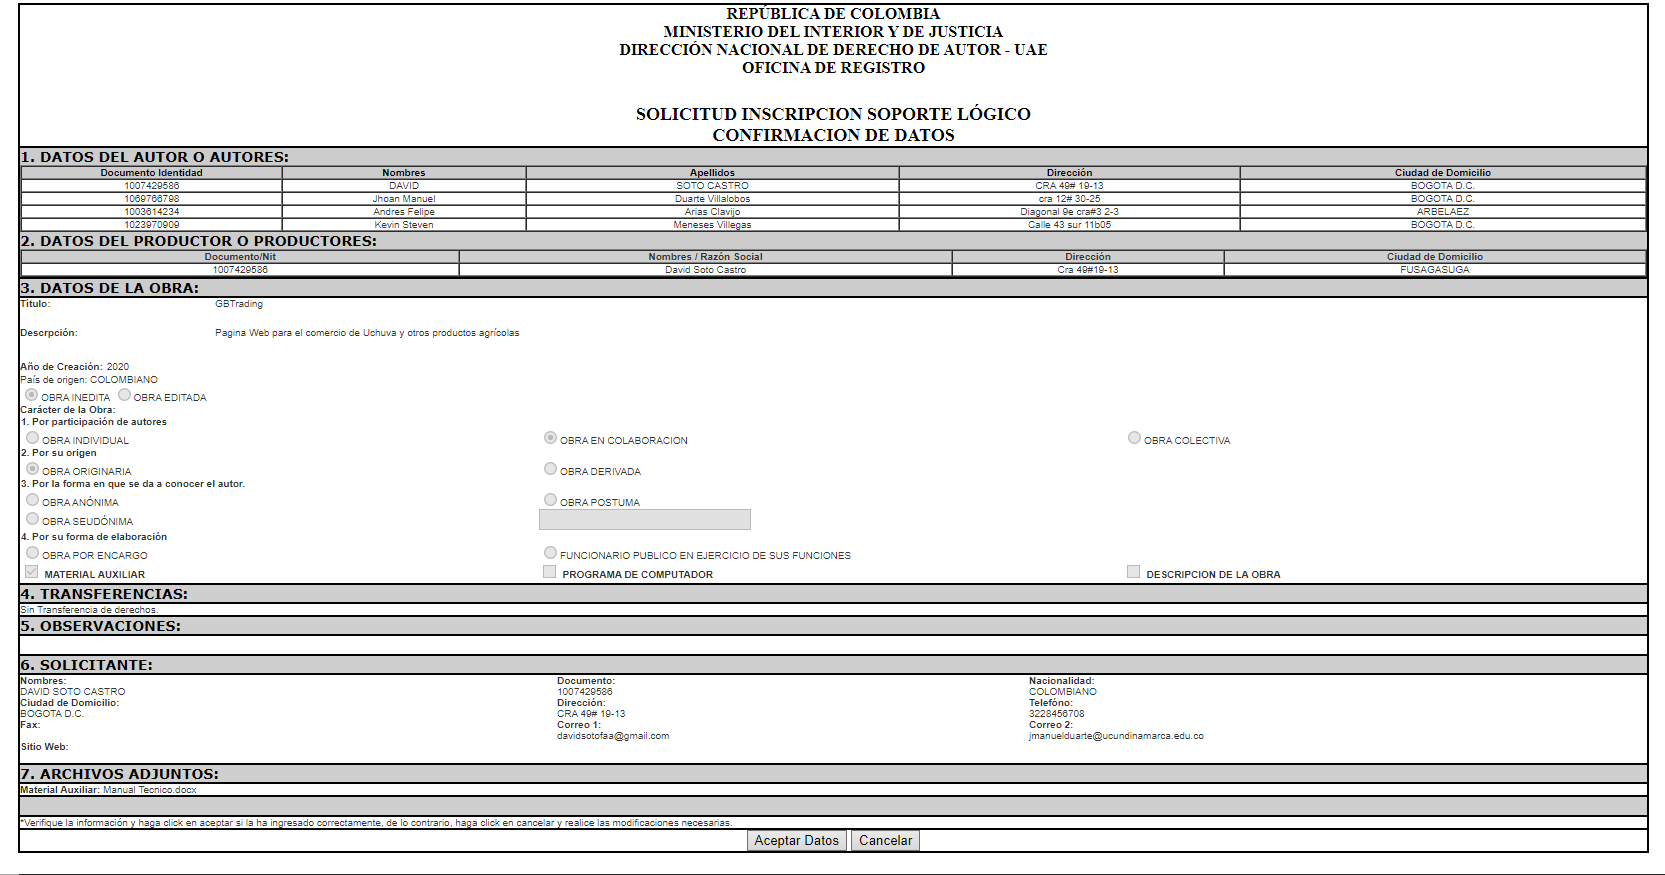 REPÚBLICA DE COLOMBIA
MINISTERIO DEL INTERIOR Y DE JUSTICIA
DIRECCIÓN NACIONAL DE DERECHO DE AUTOR - UAE
OFICINA DE REGISTRO
SOLICITUD INSCRIPCION SOPORTE LÓGICO
CONFIRMACION DE DATOS
1. DATOS DEL AUTOR O AUTORES:
Documento Identidad Nombres Apellidos Dirección Ciudad de Domicilio
1007429586 DAVID SOTO CASTRO CRA 49# 19-13 BOGOTA D.C.
1069766798 Jhoan Manuel Duarte Villalobos cra 12# 30-25 BOGOTA D.C.
1003614234 Andres Felipe Arias Clavijo Diagonal 9e cra#3 2-3 ARBELAEZ
1023970909 Kevin Steven Meneses Villegas Calle 43 sur 11b05 BOGOTA D.C.
2. DATOS DEL PRODUCTOR O PRODUCTORES:
Documento/Nit Nombres / Razón Social Dirección Ciudad de Domicilio
1007429586 David Soto Castro Cra 49#19-13 FUSAGASUGA
3. DATOS DE LA OBRA:
Título: GBTrading
Descrpción: Pagina Web para el comercio de Uchuva y otros productos agrícolas
Año de Creación: 2020
País de origen: COLOMBIANO
OBRA INEDITA OBRA EDITADA
Carácter de la Obra:
1. Por participación de autores
OBRA INDIVIDUAL OBRA EN COLABORACION OBRA COLECTIVA
2. Por su origen
OBRA ORIGINARIA OBRA DERIVADA
3. Por la forma en que se da a conocer el autor.
OBRA ANÓNIMA OBRA POSTUMA
OBRA SEUDÓNIMA
4. Por su forma de elaboración
OBRA POR ENCARGO FUNCIONARIO PUBLICO EN EJERCICIO DE SUS FUNCIONES
MATERIAL AUXILIAR PROGRAMA DE COMPUTADOR DESCRIPCION DE LA OBRA
4. TRANSFERENCIAS:
Sin Transferencia de derechos.
5. OBSERVACIONES:
6. SOLICITANTE:
Nombres: Documento: Nacionalidad:
DAVID SOTO CASTRO 1007429586 COLOMBIANO
Ciudad de Domicilio: Dirección: Telefóno:
BOGOTA D.C. CRA 49# 19-13 3228456708
Fax: Correo 1: Correo 2:
davidsotofaa@gmail.com jmanuelduarte@ucundinamarca.edu.co
Sitio Web:
7. ARCHIVOS ADJUNTOS:
Material Auxiliar: Manual Tecnico.docx
*Verifique la información y haga click en aceptar si la ha ingresado correctamente, de lo contrario, haga click en cancelar y realice las modificaciones necesarias.
Aceptar Datos Cancelar